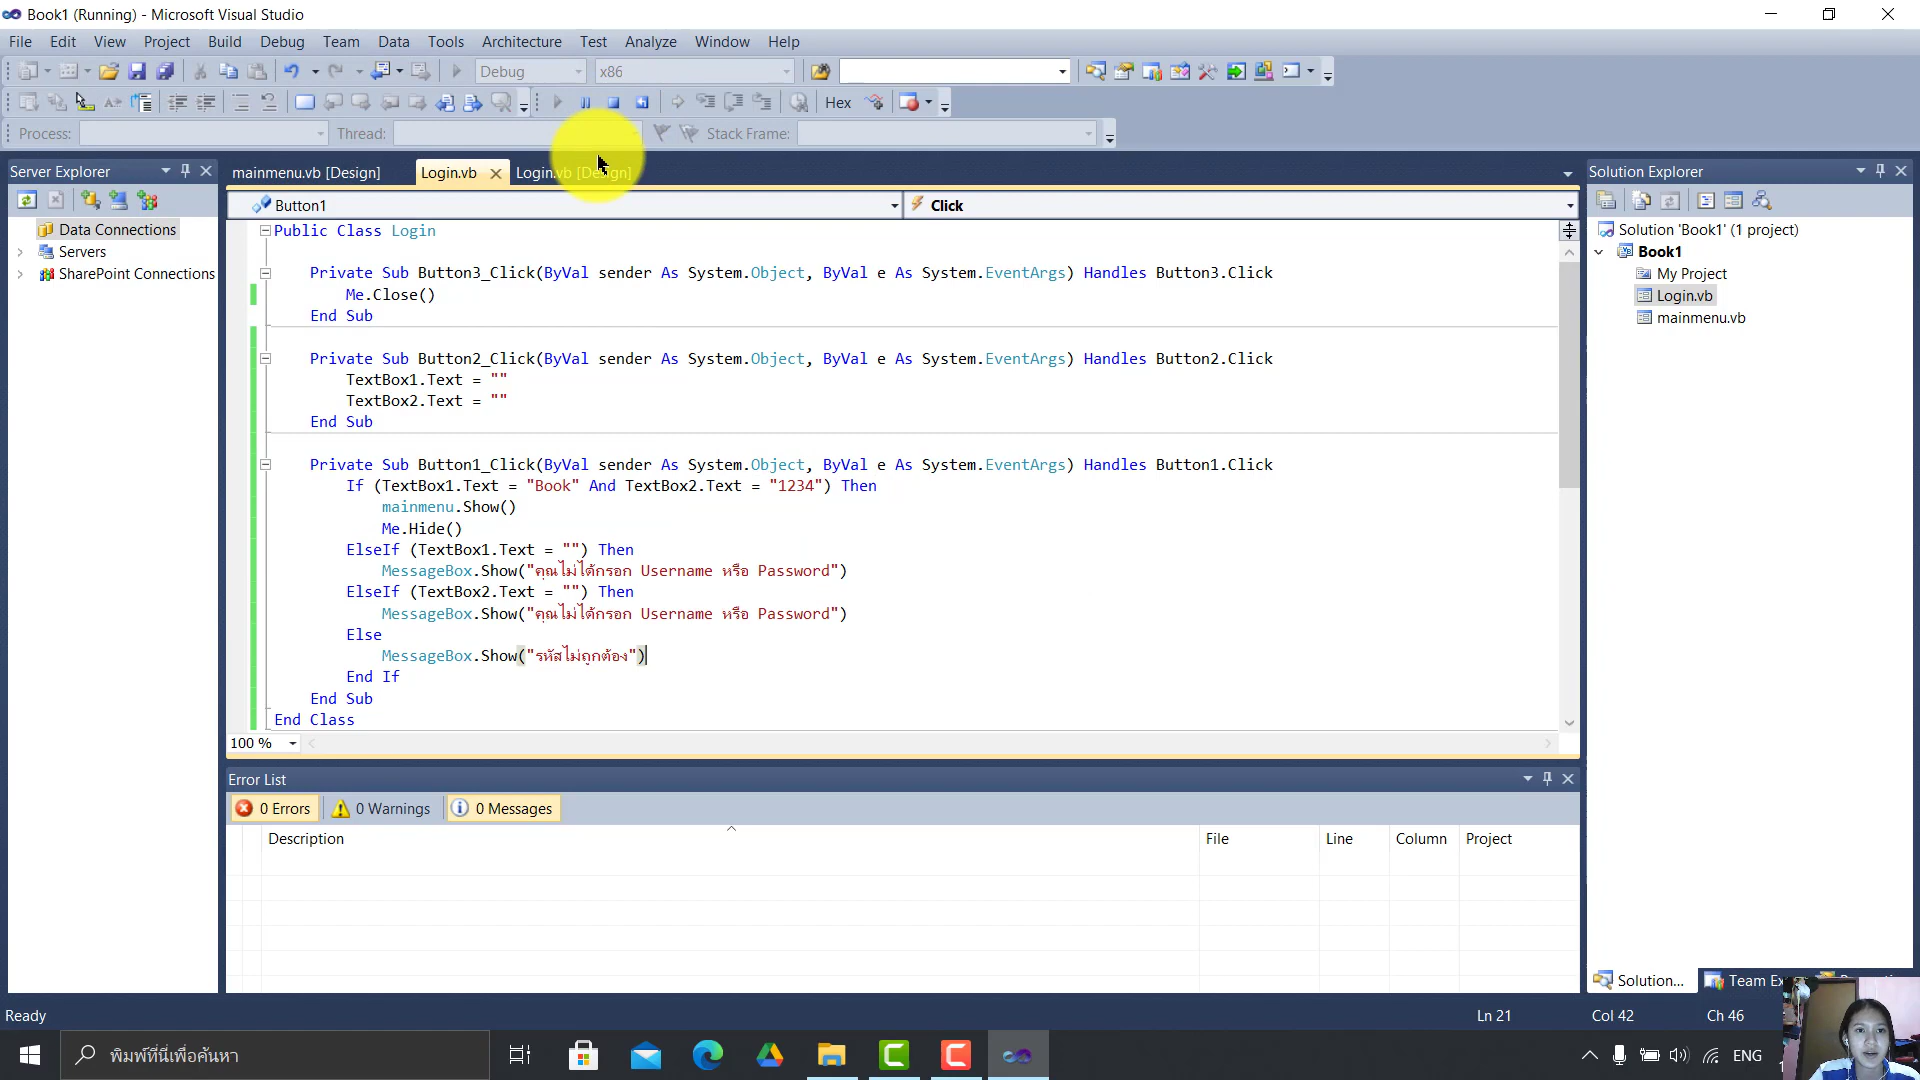 Book1 (Running) - Microsoft Visual Studio
File Edit View Project Build Debug Team Data Tools Architecture Test Analyze Window Help
Debug x86
Hex
Process: Thread: Stack Frame:
Server Explorer
Data Connections
Servers
SharePoint Connections
mainmenu.vb [Design] Login.vb Login.vb [Design]
Button1 Click
Public Class Login
Private Sub Button3_Click(ByVal sender As System.Object, ByVal e As System.EventArgs) Handles Button3.Click
Me.Close()
End Sub
Private Sub Button2_Click(ByVal sender As System.Object, ByVal e As System.EventArgs) Handles Button2.Click
TextBox1.Text = ""
TextBox2.Text = ""
End Sub
Private Sub Button1_Click(ByVal sender As System.Object, ByVal e As System.EventArgs) Handles Button1.Click
If (TextBox1.Text = "Book" And TextBox2.Text = "1234") Then
mainmenu.Show()
Me.Hide()
ElseIf (TextBox1.Text = "") Then
MessageBox.Show("คุณไม่ได้กรอก Username หรือ Password")
ElseIf (TextBox2.Text = "") Then
MessageBox.Show("คุณไม่ได้กรอก Username หรือ Password")
Else
MessageBox.Show("รหัสไม่ถูกต้อง")
End If
End Sub
End Class
100 %
Error List
0 Errors 0 Warnings 0 Messages
Description File Line Column Project
Solution Explorer
Solution 'Book1' (1 project)
Book1
My Project
Login.vb
mainmenu.vb
Solution... Team Ex
Ready Ln 21 Col 42 Ch 46
พิมพ์ที่นี่เพื่อค้นหา
ENG